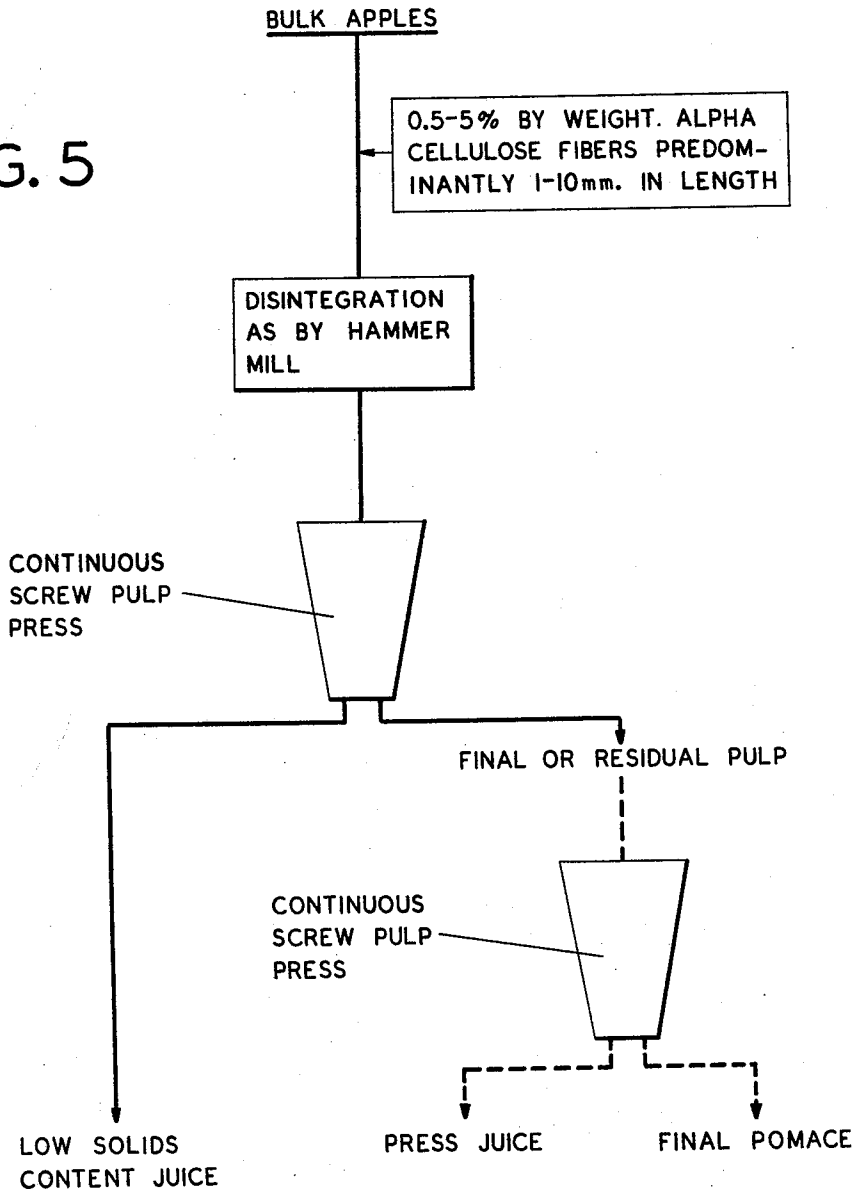 BULK APPLES
0.5-5% BY WEIGHT. ALPHA
CELLULOSE FIBERS PREDOM-
INANTLY 1-10mm. IN LENGTH
G. 5
DISINTEGRATION
AS BY HAMMER
MILL
CONTINUOUS
SCREW PULP
PRESS
FINAL OR RESIDUAL PULP
CONTINUOUS
SCREW PULP
PRESS
LOW SOLIDS
CONTENT JUICE
PRESS JUICE
FINAL POMACE